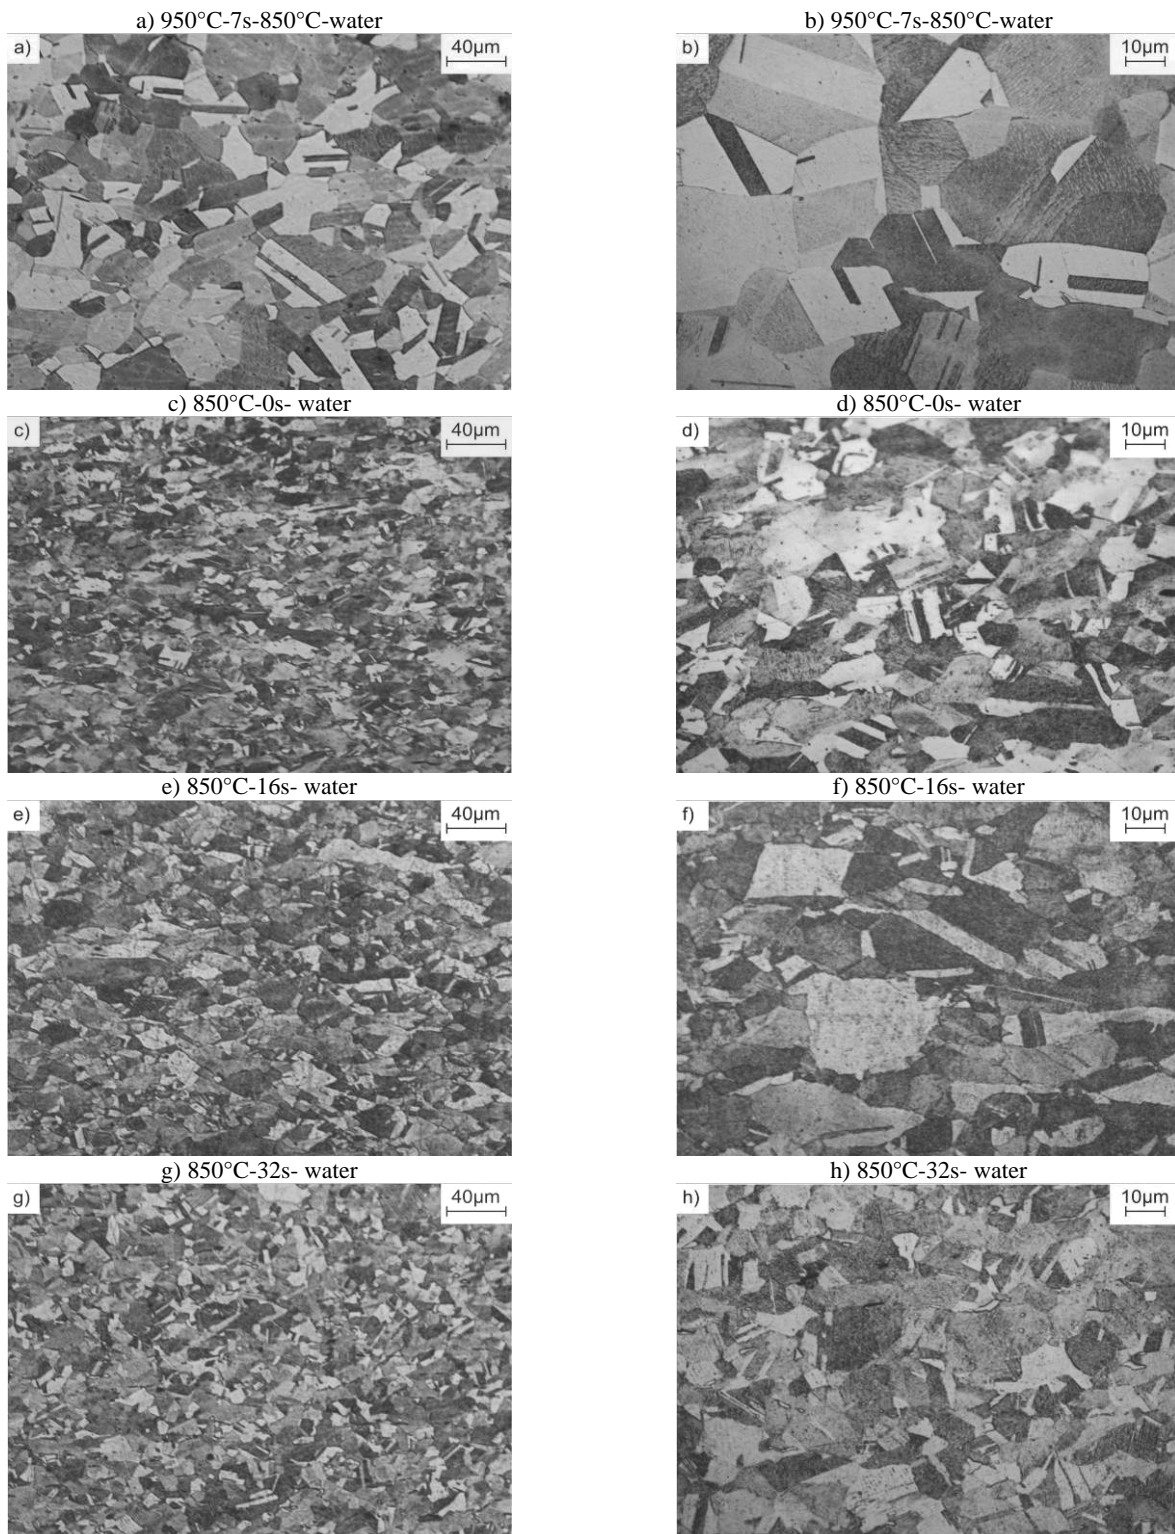 a) 950°C-7s-850°C-water
b) 950°C-7s-850°C-water
a)
40µm
b)
10µm
c) 850°C-0s- water
d) 850°C-0s- water
c)
40µm
d)
10µm
e) 850°C-16s- water
f) 850°C-16s- water
e)
40µm
f)
10µm
g) 850°C-32s- water
h) 850°C-32s- water
g)
40µm
h)
10µm